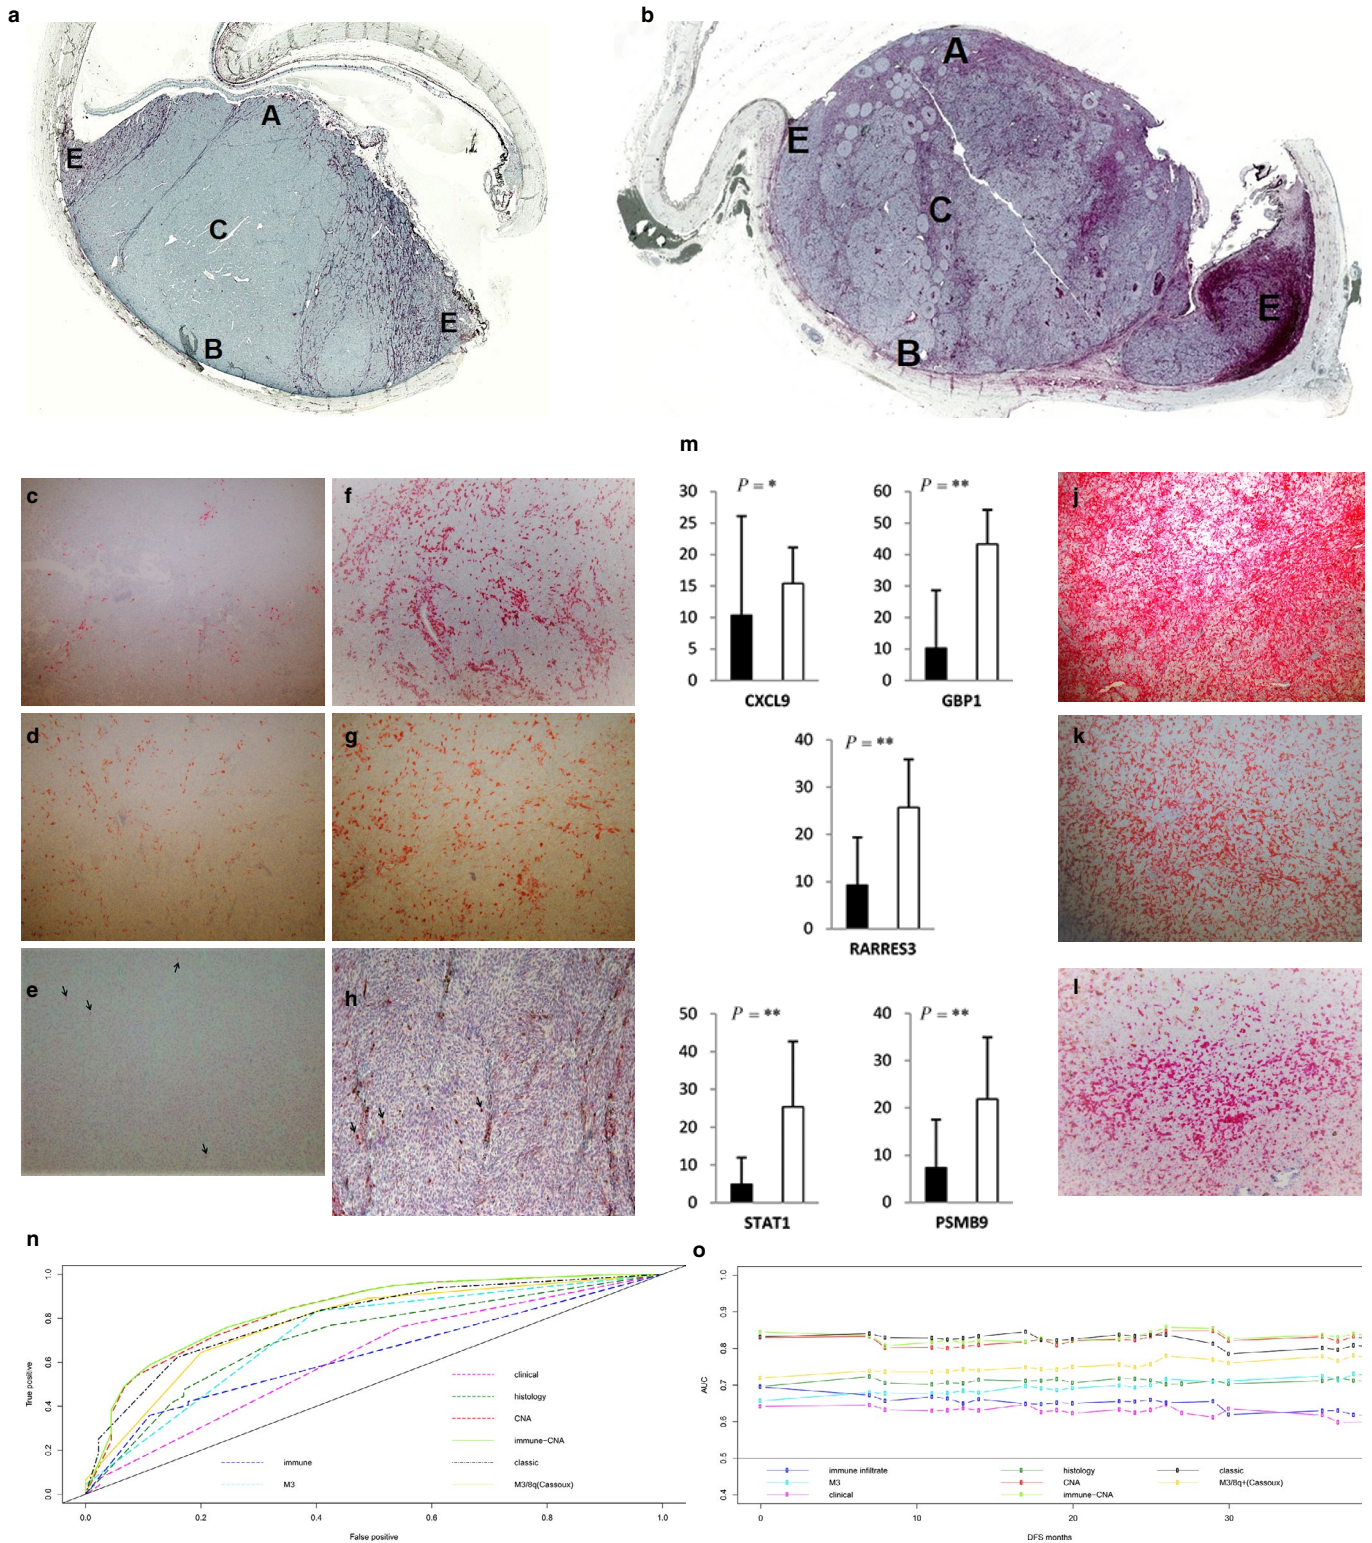 a
b
A
E
C
B
E
A
E
C
B
E
m
c
f
j
d
g
k
e
h
l
P = *
30
25
20
15
10
5
0
CXCL9
P = **
60
50
40
30
20
10
0
GBP1
P = **
40
30
20
10
0
RARRES3
P = **
50
40
30
20
10
0
STAT1
P = **
40
30
20
10
0
PSMB9
n
True positive
1.0
0.8
0.6
0.4
0.2
0.0
0.0 0.2 0.4 0.6 0.8 1.0
False positive
clinical
histology
CNA
immune-CNA
immune
classic
M3
M3/8q(Cassoux)
o
AUC
1.0
0.9
0.8
0.7
0.6
0.5
0.4
0 10 20 30
DFS months
immune infiltrate
M3
clinical
histology
CNA
immune-CNA
classic
M3/8q+(Cassoux)